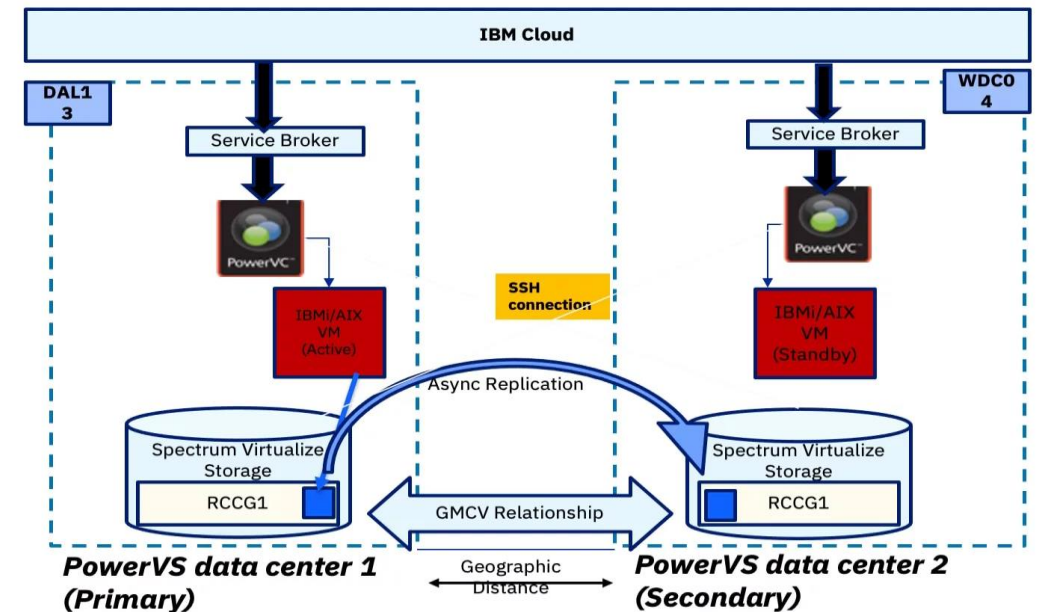 IBM Cloud
DAL1
3
WDC0
4
Service Broker
Service Broker
PowerVC™
PowerVC™
SSH
connection
IBMi/AIX
VM
(Active)
IBMi/AIX
VM
(Standby)
Async Replication
Spectrum Virtualize
Storage
RCCG1
Spectrum Virtualize
Storage
RCCG1
GMCV Relationship
Geographic
Distance
PowerVS data center 1
(Primary)
PowerVS data center 2
(Secondary)